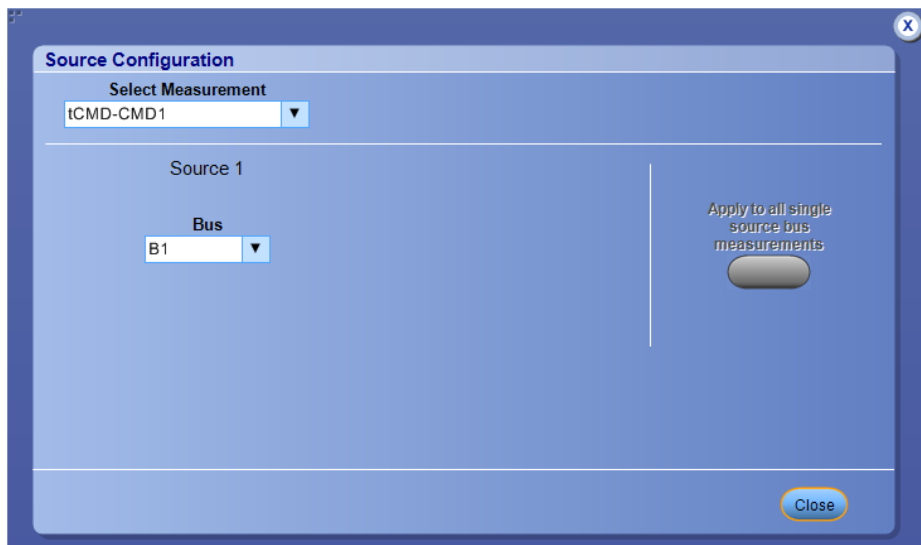 X
Source Configuration
Select Measurement
tCMD-CMD1
Source 1
Bus
B1
Apply to all single
source bus
measurements
Close